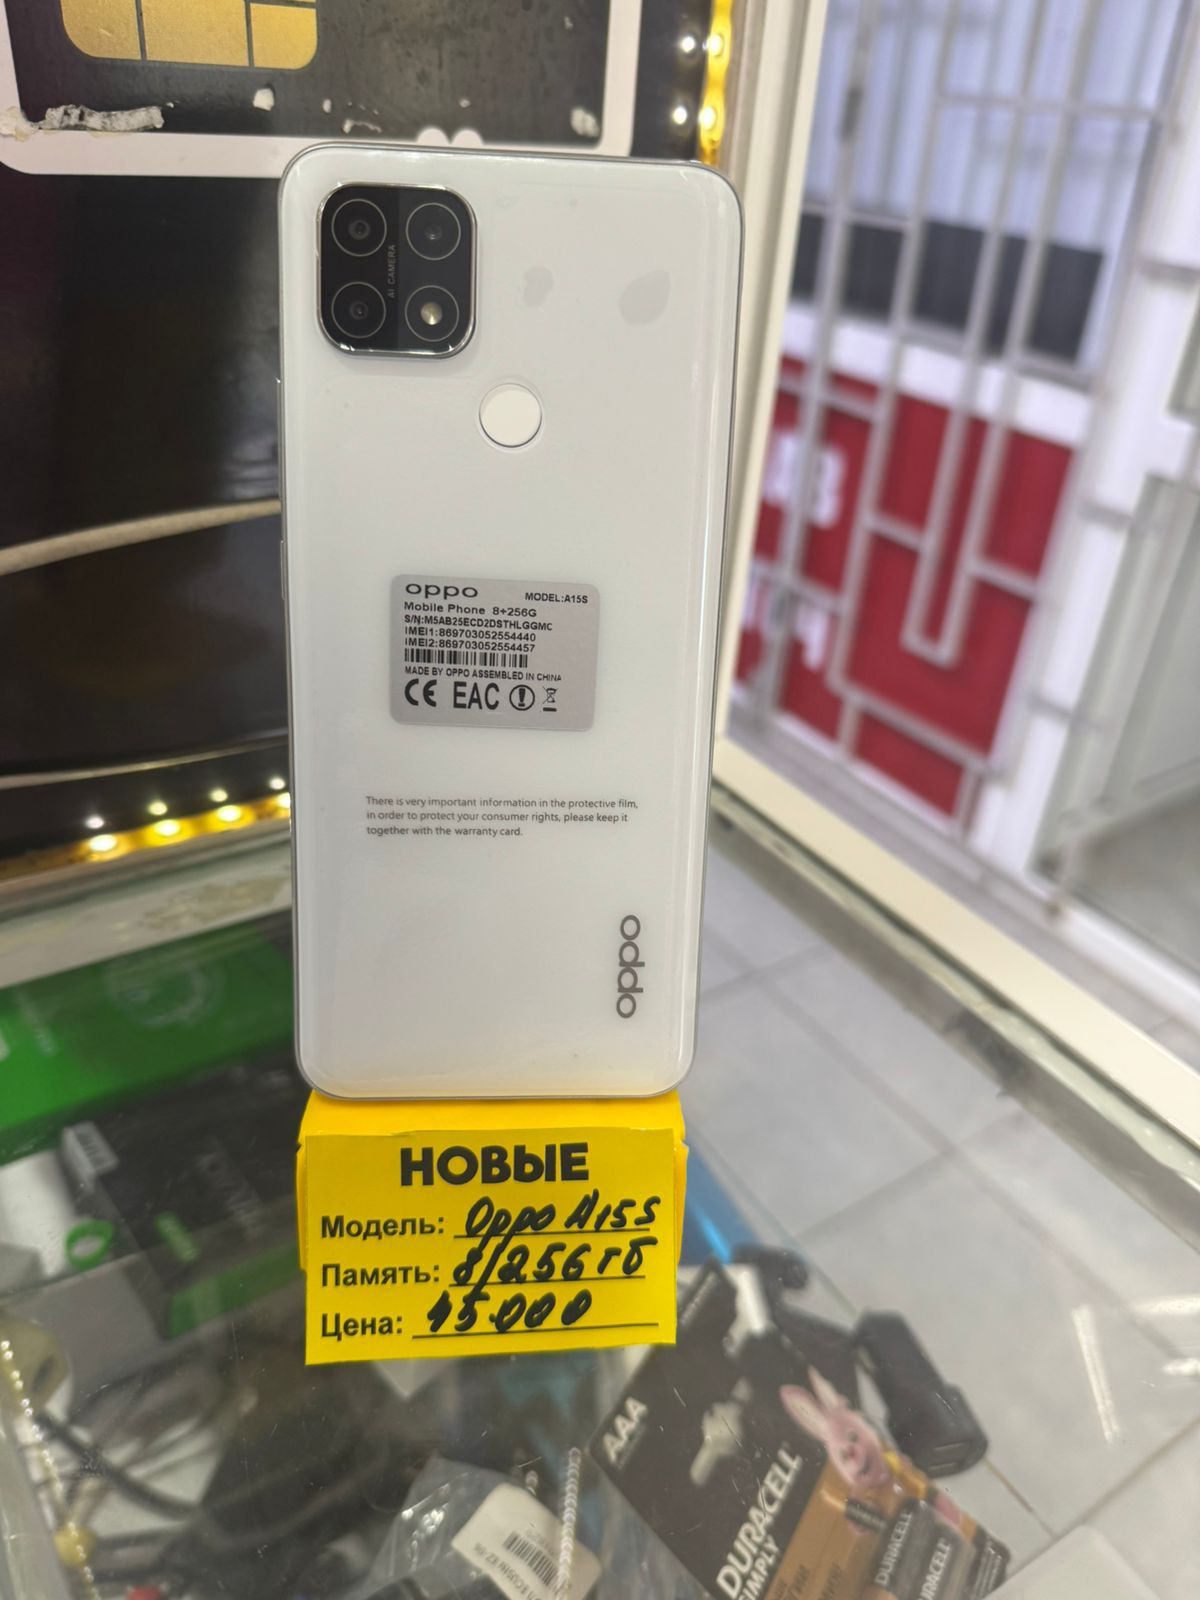 AI CAMERA
oppo MODEL:A15S
Mobile Phone 8+256G
S/N:M5AB25ECD2DSTHLGGMC
IMEI1:869703052554440
IMEI2:869703052554457
MADE BY OPPO ASSEMBLED IN CHINA
CE EAC
There is very important information in the protective film,
in order to protect your consumer rights, please keep it
together with the warranty card.
oppo
НОВЫЕ
Модель: Oppo A15S
Память: 8/256 гб
Цена: 45.000
AAA
DURACELL
SIMPLY
DURACELL